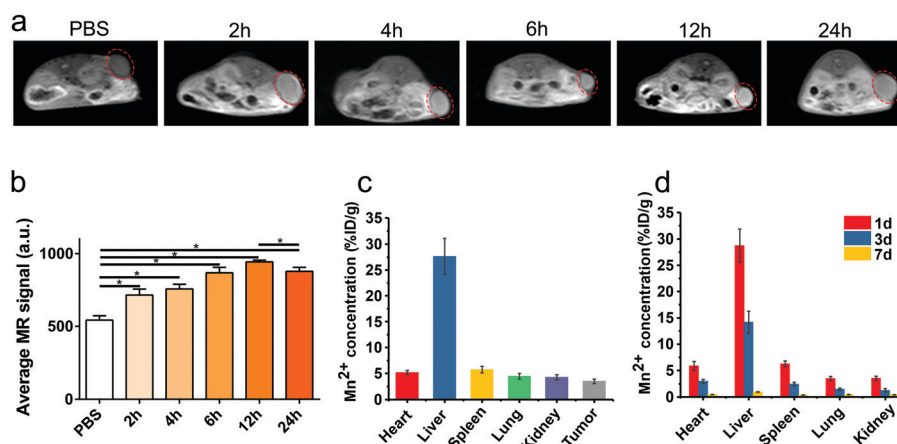 a
PBS 2h 4h 6h 12h 24h
b
Average MR signal (a.u.)
1000
500
0
* * * * * *
PBS 2h 4h 6h 12h 24h
c
Mn²⁺ concentration (%ID/g)
35
30
25
20
15
10
5
0
Heart Liver Spleen Lung Kidney Tumor
d
Mn²⁺ concentration(%ID/g)
35
30
25
20
15
10
5
0
1d
3d
7d
Heart Liver Spleen Lung Kidney